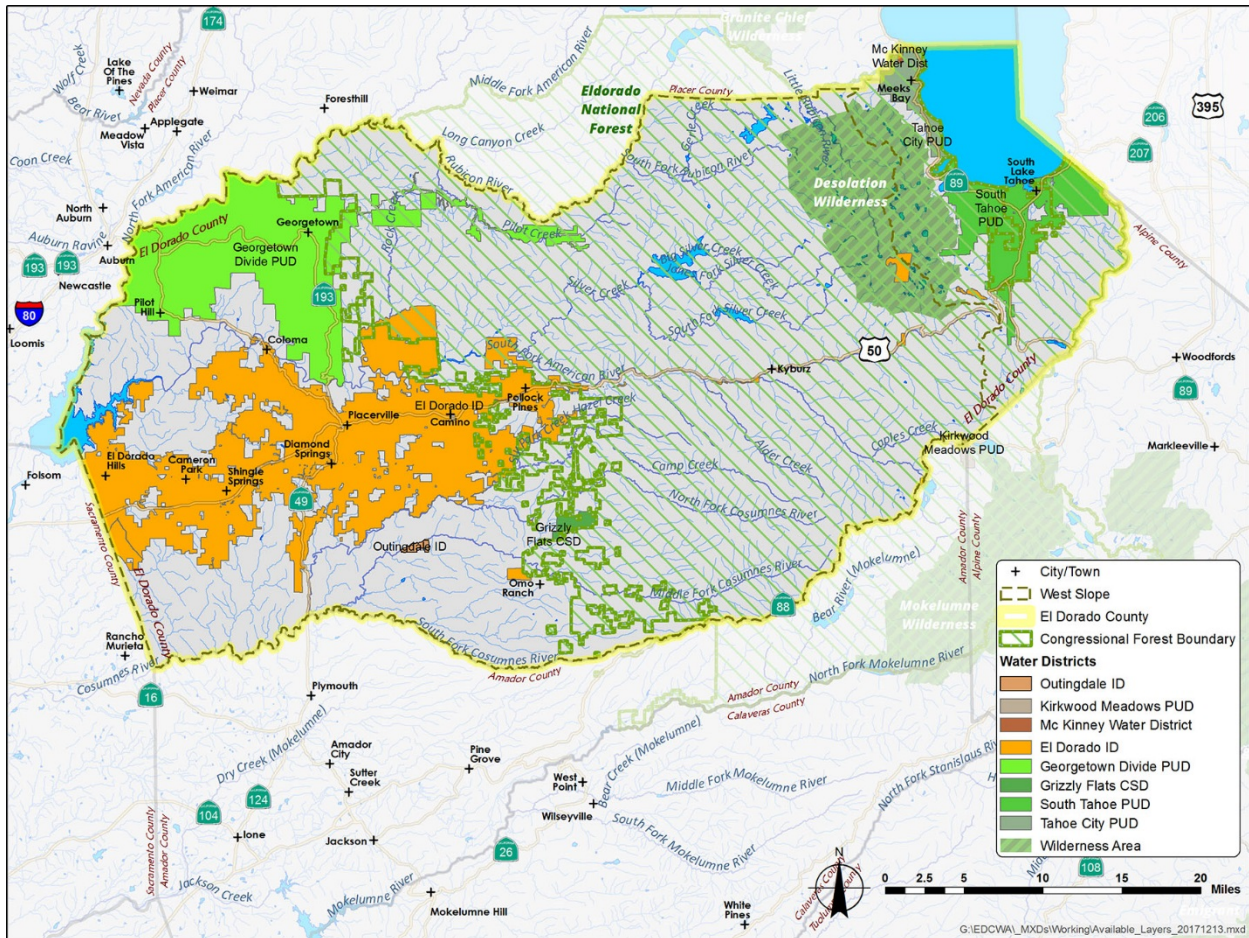 174
Granite Chief
Wilderness
Mc Kinney
Water Dist
Lake
Of The
Pines
Wolf Creek
Nevada County
Placer County
Weimar
Bear River
Foresthill
Middle Fork American River
Eldorado
National
Forest
Placer County
Meeks
Bay
395
206
207
Applegate
Meadow
Vista
Coon Creek
North Fork American River
Long Canyon Creek
Rubicon River
Gerle Creek
South Fork Rubicon River
Tahoe
City PUD
South
Lake
Tahoe
89
Desolation
Wilderness
South
Tahoe
PUD
North
Auburn
Auburn Ravine
Auburn
193
193
Newcastle
El Dorado County
Georgetown
Georgetown
Divide PUD
Rock Creek
Pilot Creek
Alpine County
80
Loomis
Pilot
Hill
193
Silver Creek
South Fork Silver Creek
Coloma
South Fork American River
50
Kyburz
Woodfords
89
Markleeville
Pollock
Pines
El Dorado ID
Camino
Placerville
Hazel Creek
El Dorado County
Alder Creek
Caples Creek
Kirkwood
Meadows PUD
Diamond
Springs
El Dorado
Hills
Cameron
Park
Shingle
Springs
Folsom
49
Camp Creek
North Fork Cosumnes River
Grizzly
Flats CSD
Outingdale ID
Sacramento County
El Dorado County
Omo
Ranch
Middle Fork Cosumnes River
88
Bear River (Mokelumne)
Amador County
Alpine County
Mokelumne
Wilderness
Rancho
Murieta
Cosumnes River
South Fork Cosumnes River
Amador County
16
Plymouth
North Fork Mokelumne River
Amador County
Calaveras County
Dry Creek (Mokelumne)
Amador
City
Sutter
Creek
Pine
Grove
West
Point
Wilseyville
Bear Creek (Mokelumne)
Middle Fork Mokelumne River
South Fork Mokelumne River
124
104
Ione
Jackson
26
Sacramento County
Amador County
Jackson Creek
Mokelumne River
Mokelumne Hill
White
Pines
Calaveras County
City/Town
West Slope
El Dorado County
Congressional Forest Boundary
Water Districts
Outingdale ID
Kirkwood Meadows PUD
Mc Kinney Water District
El Dorado ID
Georgetown Divide PUD
Grizzly Flats CSD
South Tahoe PUD
Tahoe City PUD
Wilderness Area
108
N
0 2.5 5 10 15 20
Miles
G:\EDCWA\_MXDs\Working\Available_Layers_20171213.mxd